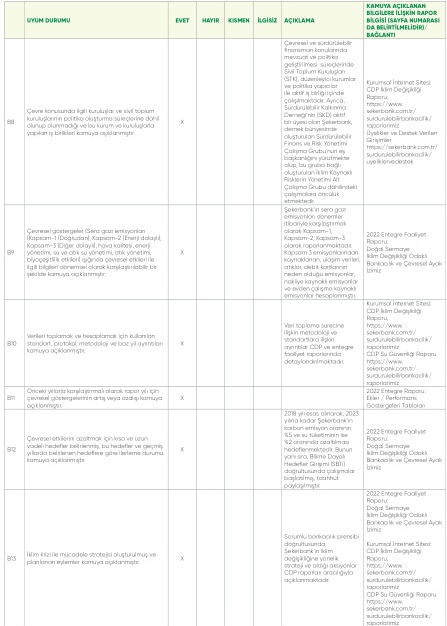 UYUM DURUMU
EVET
HAYIR
KISMEN
İLGİSİZ
AÇIKLAMA
KAMUYA AÇIKLANAN
BİLGİLERE İLİŞKİN RAPOR
BİLGİSİ (SAYFA NUMARASI
DA BELİRTİLMELİDİR)/
BAĞLANTI
B8
Çevre konusunda ilgili kuruluşlar ve sivil toplum
kuruluşlarının politika oluşturma süreçlerine dahil
olunup olunmadığı ve bu kurum ve kuruluşlarla
yapılan iş birlikleri kamuya açıklanmıştır.
X
Çevresel ve sürdürülebilir
finansman konularında
mevzuat ve politika
geliştirilmesi süreçlerinde
Sivil Toplum Kuruluşları
(STK), düzenleyici kurumlar
ve politika yapıcılar
ile aktif iş birliği içinde
çalışmaktadır. Ayrıca,
Sürdürülebilir Kalkınma
Derneği'nin (SKD) aktif
bir üyesi olan Şekerbank,
dernek bünyesinde
oluşturulan Sürdürülebilir
Finans ve Risk Yönetimi
Çalışma Grubu'nun eş
başkanlığını yürütmekte
olup, bu gruba bağlı
oluşturulan İklim Kaynaklı
Risklerin Yönetimi Alt
Çalışma Grubu dâhilindeki
çalışmalara öncülük
etmektedir.
Kurumsal İnternet Sitesi:
CDP İklim Değişikliği
Raporu,
https://www.
sekerbank.com.tr/
surdurulebilirbankacilik/
raporlarimiz
Üyelikler ve Destek Verilen
Girişimler
https://sekerbank.com.tr/
surdurulebilirbankacilik/
uyeliklervedestek
B9
Çevresel göstergeler (Sera gazı emisyonları
(Kapsam-1 (Doğrudan), Kapsam-2 (Enerji dolaylı),
Kapsam-3 (Diğer dolaylı), hava kalitesi, enerji
yönetimi, su ve atık su yönetimi, atık yönetimi,
biyoçeşitlilik etkileri) ışığında çevresel etkileri ile
ilgili bilgileri dönemsel olarak karşılaştırılabilir bir
şekilde kamuya açıklanmıştır.
X
Şekerbank'ın sera gazı
emisyonları dönemler
itibariyle karşılaştırmalı
olarak Kapsam-1,
Kapsam-2, Kapsam-3
olarak raporlanmaktadır.
Kapsam 3 emisyonlarından
kaynaklanan, ulaşım verileri,
atıklar, debit kartlarının
neden olduğu emisyonlar,
nakliye kaynaklı emisyonlar
ve evden çalışma kaynaklı
emisyonlar hesaplanmıştır.
2022 Entegre Faaliyet
Raporu:
Doğal Sermaye
İklim Değişikliği Odaklı
Bankacılık ve Çevresel Ayak
İzimiz
B10
Verileri toplamak ve hesaplamak için kullanılan
standart, protokol, metodoloji ve baz yıl ayrıntıları
kamuya açıklanmıştır.
X
Veri toplama sürecine
ilişkin metodoloji ve
standartlara ilişkin
ayrıntılar CDP ve entegre
faaliyet raporlarında
detaylandırılmaktadır.
Kurumsal İnternet Sitesi:
CDP İklim Değişikliği
Raporu,
https://www.
sekerbank.com.tr/
surdurulebilirbankacilik/
raporlarimiz
CDP Su Güvenliği Raporu
https://www.
sekerbank.com.tr/
surdurulebilirbankacilik/
raporlarimiz
B11
Önceki yıllarla karşılaştırmalı olarak rapor yılı için
çevresel göstergelerinin artış veya azalışı kamuya
açıklanmıştır.
X
2022 Entegre Raporu:
Ekler / Performans
Göstergeleri Tabloları
B12
Çevresel etkilerini azaltmak için kısa ve uzun
vadeli hedefler belirlenmiş, bu hedefler ve geçmiş
yıllarda belirlenen hedeflere göre ilerleme durumu
kamuya açıklanmıştır.
X
2018 yılı esas alınarak, 2023
yılına kadar Şekerbank'ın
karbon emisyon oranının
%5 ve su tüketiminin ise
%2 oranında azaltılması
hedeflenmektedir. Bunun
yanı sıra, Bilime Dayalı
Hedefler Girişimi (SBTi)
doğrultusunda çalışmalar
başlatılmış, taahhüt
paylaşılmıştır.
2022 Entegre Faaliyet
Raporu:
Doğal Sermaye
İklim Değişikliği Odaklı
Bankacılık ve Çevresel Ayak
İzimiz
B13
İklim krizi ile mücadele stratejisi oluşturulmuş ve
planlanan eylemler kamuya açıklanmıştır.
X
Sorumlu bankacılık prensibi
doğrultusunda,
Şekerbank'ın iklim
değişikliğine yönelik
strateji ve aldığı aksiyonlar
CDP raporları aracılığıyla
açıklanmaktadır.
2022 Entegre Faaliyet
Raporu:
Doğal Sermaye
İklim Değişikliği Odaklı
Bankacılık ve Çevresel Ayak
İzimiz
Kurumsal İnternet Sitesi:
CDP İklim Değişikliği
Raporu,
https://www.
sekerbank.com.tr/
surdurulebilirbankacilik/
raporlarimiz
CDP Su Güvenliği Raporu
https://www.
sekerbank.com.tr/
surdurulebilirbankacilik/
raporlarimiz